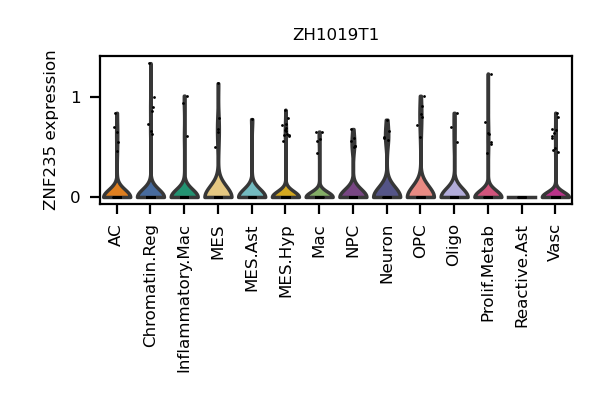 ZH1019T1
ZNF235 expression
1
0
AC
Chromatin.Reg
Inflammatory.Mac
MES
MES.Ast
MES.Hyp
Mac
NPC
Neuron
OPC
Oligo
Prolif.Metab
Reactive.Ast
Vasc